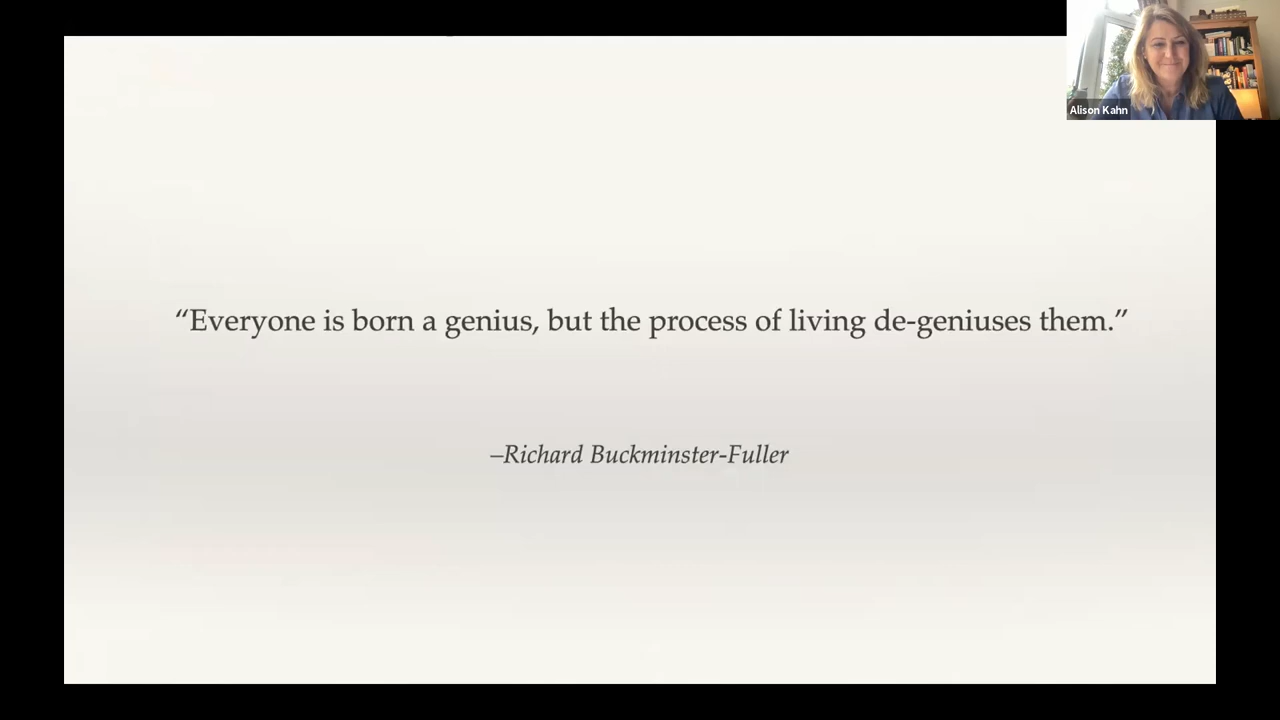 Alison Kahn
“Everyone is born a genius, but the process of living de-geniuses them.”
–Richard Buckminster-Fuller